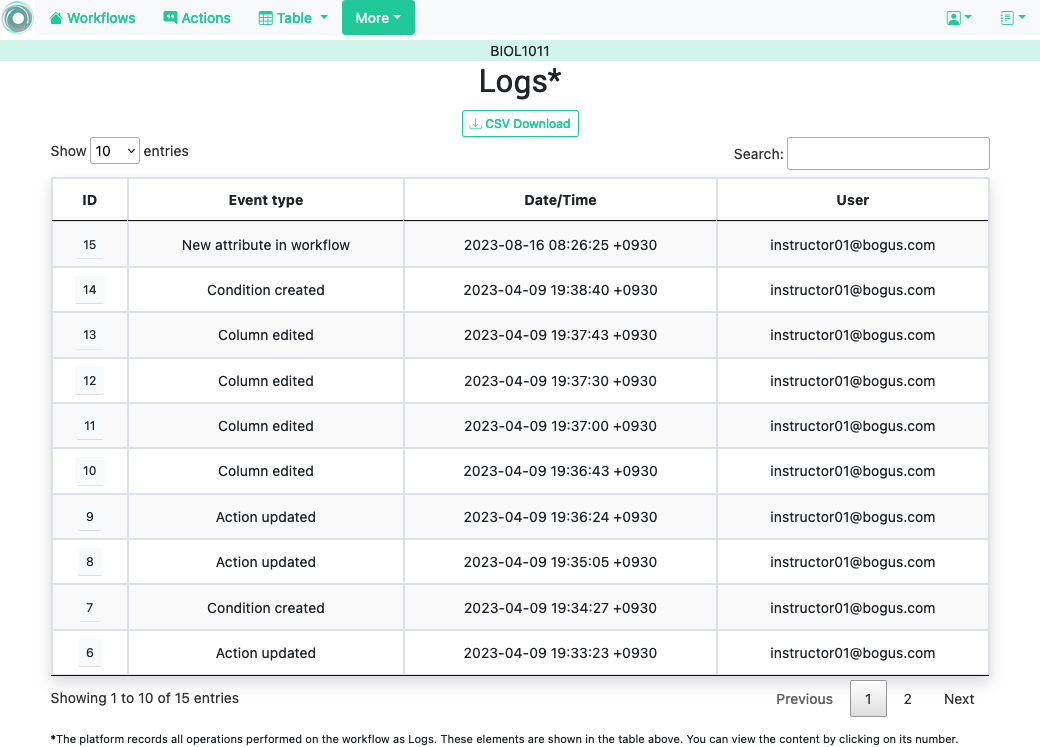 Workflows Actions Table More
BIOL1011
Logs*
CSV Download
Show 10 entries Search:
ID Event type Date/Time User
15 New attribute in workflow 2023-08-16 08:26:25 +0930 instructor01@bogus.com
14 Condition created 2023-04-09 19:38:40 +0930 instructor01@bogus.com
13 Column edited 2023-04-09 19:37:43 +0930 instructor01@bogus.com
12 Column edited 2023-04-09 19:37:30 +0930 instructor01@bogus.com
11 Column edited 2023-04-09 19:37:00 +0930 instructor01@bogus.com
10 Column edited 2023-04-09 19:36:43 +0930 instructor01@bogus.com
9 Action updated 2023-04-09 19:36:24 +0930 instructor01@bogus.com
8 Action updated 2023-04-09 19:35:05 +0930 instructor01@bogus.com
7 Condition created 2023-04-09 19:34:27 +0930 instructor01@bogus.com
6 Action updated 2023-04-09 19:33:23 +0930 instructor01@bogus.com
Showing 1 to 10 of 15 entries Previous 1 2 Next
*The platform records all operations performed on the workflow as Logs. These elements are shown in the table above. You can view the content by clicking on its number.